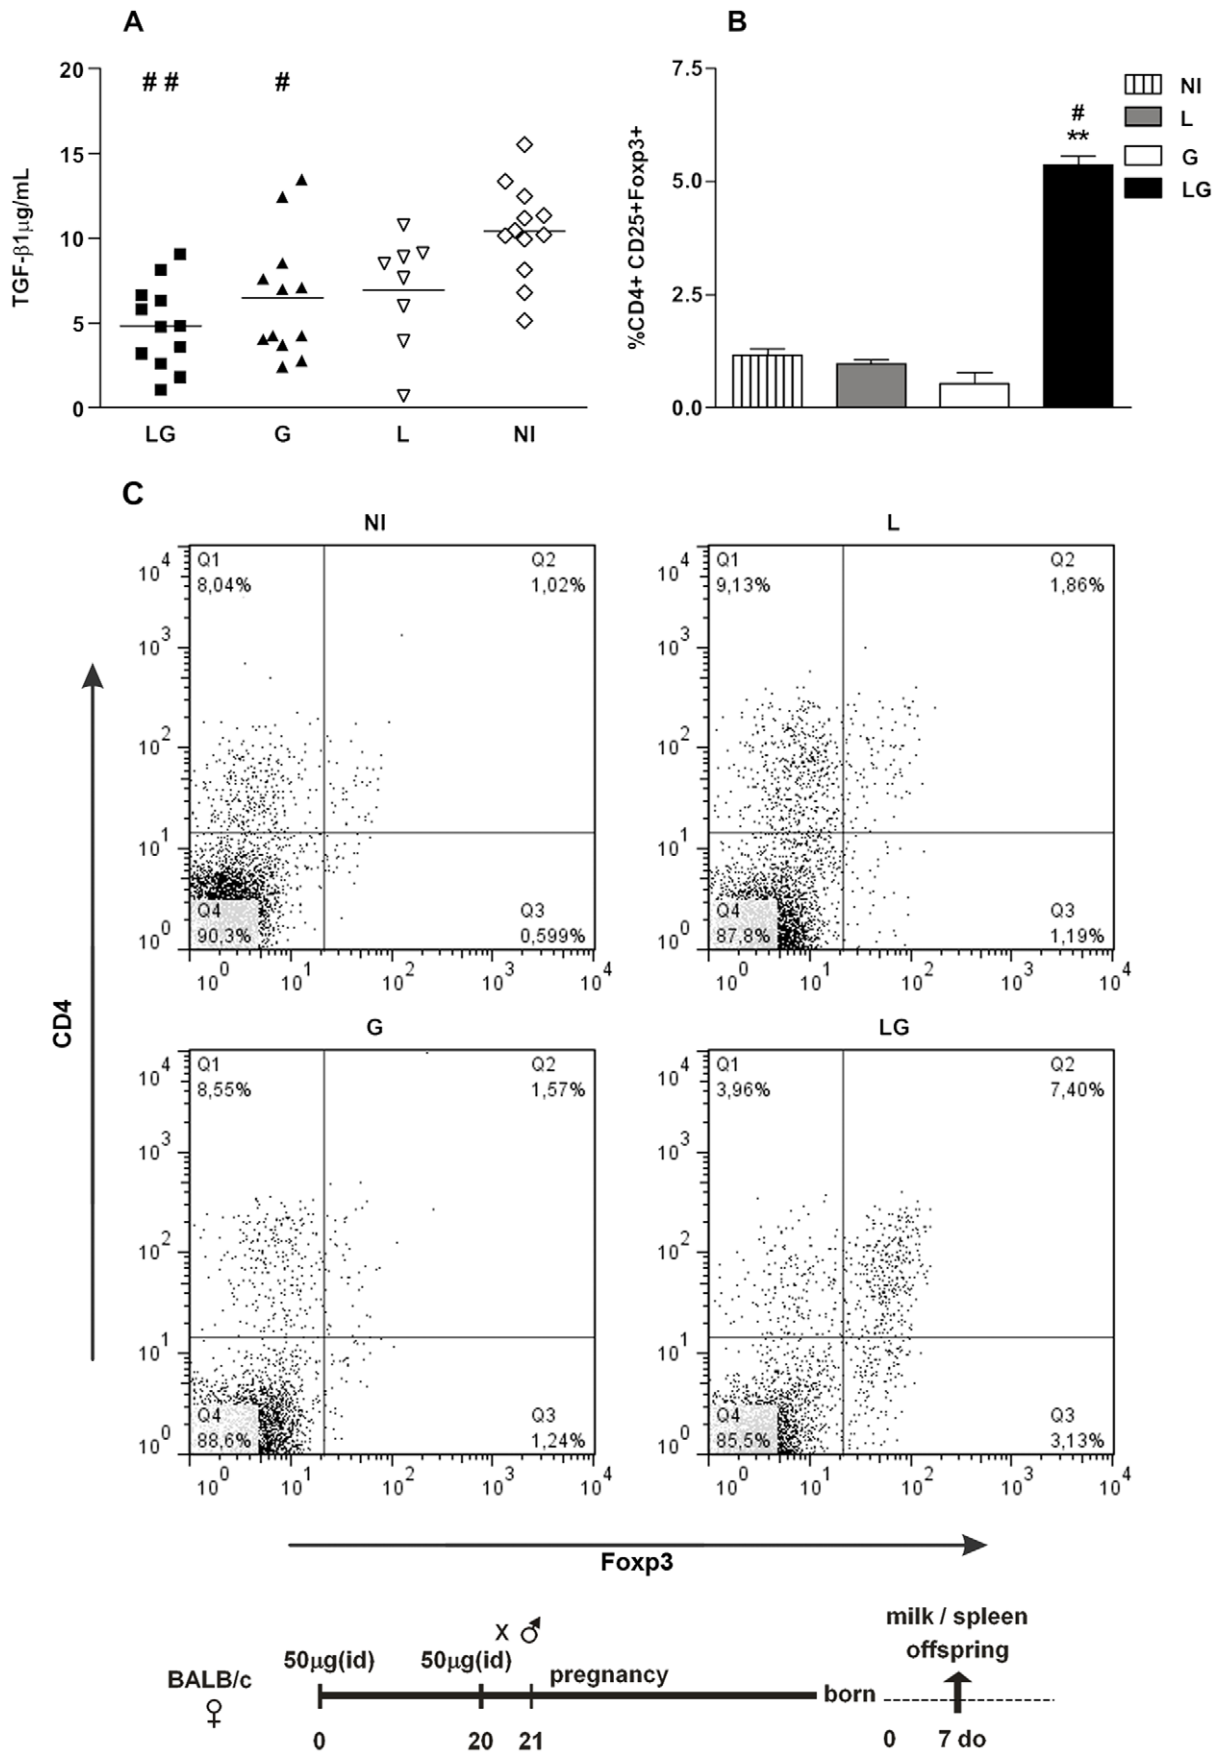 A
B
20
15
10
5
0
TGF-β1μg/mL
# #
#
LG
G
L
NI
7.5
5.0
2.5
0.0
%CD4+ CD25+Foxp3+
#
**
NI
L
G
LG
C
NI
L
Q1
8,04%
Q2
1,02%
Q4
90,3%
Q3
0,599%
10^4
10^3
10^2
10^1
10^0
10^0
10^1
10^2
10^3
10^4
Q1
9,13%
Q2
1,86%
Q4
87,8%
Q3
1,19%
10^4
10^3
10^2
10^1
10^0
10^0
10^1
10^2
10^3
10^4
CD4
G
LG
Q1
8,55%
Q2
1,57%
Q4
88,6%
Q3
1,24%
10^4
10^3
10^2
10^1
10^0
10^0
10^1
10^2
10^3
10^4
Q1
3,96%
Q2
7,40%
Q4
85,5%
Q3
3,13%
10^4
10^3
10^2
10^1
10^0
10^0
10^1
10^2
10^3
10^4
Foxp3
BALB/c
♀
50μg(id)
50μg(id)
X ♂
pregnancy
born
milk / spleen
offspring
0
20
21
0
7 do